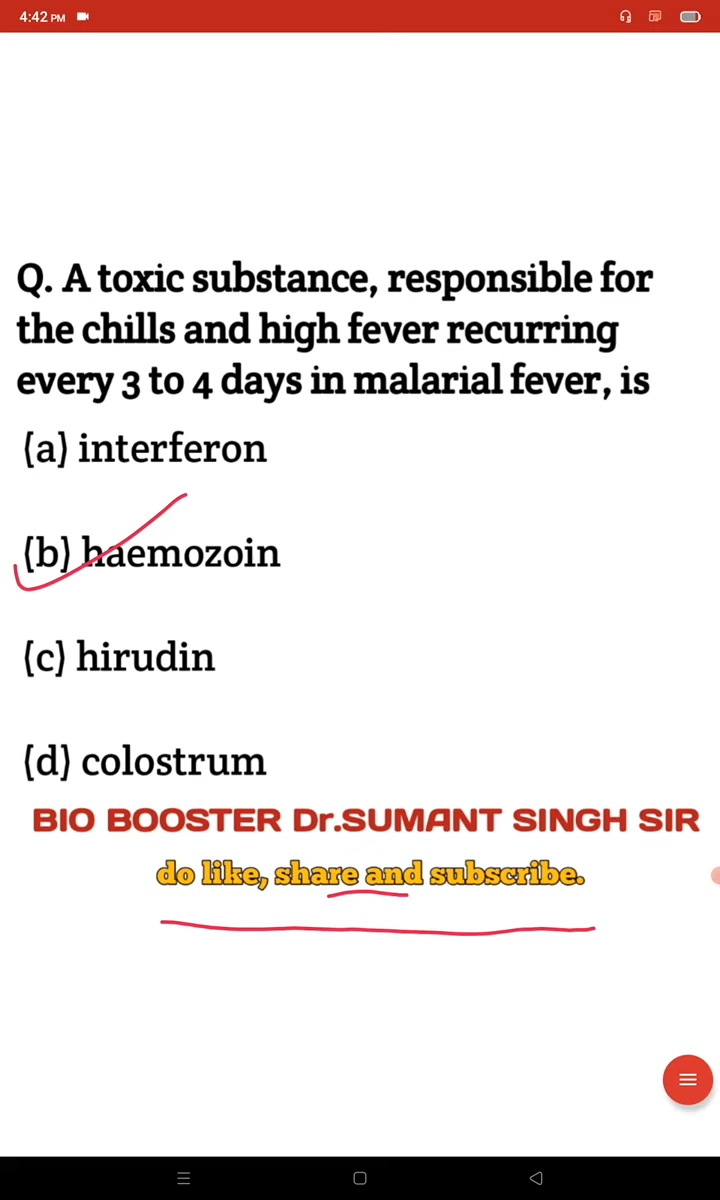 4:42 PM
Q. A toxic substance, responsible for
the chills and high fever recurring
every 3 to 4 days in malarial fever, is
(a) interferon
(b) haemozoin
(c) hirudin
(d) colostrum
BIO BOOSTER Dr.SUMANT SINGH SIR
do like, share and subscribe.